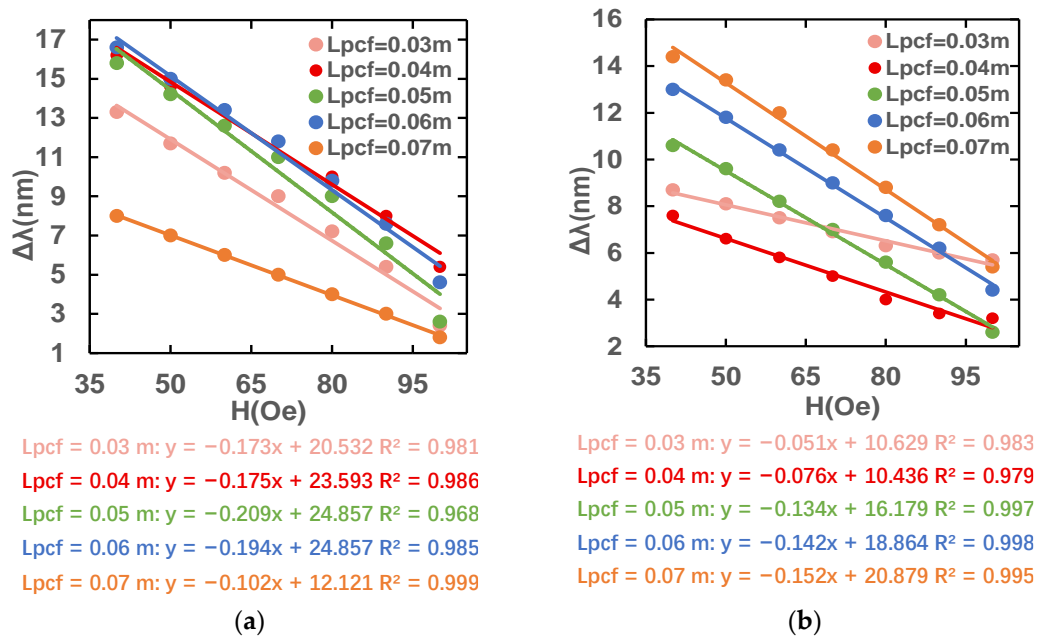 17
15
13
11
9
7
5
3
1
Δλ(nm)
Lpcf=0.03m
Lpcf=0.04m
Lpcf=0.05m
Lpcf=0.06m
Lpcf=0.07m
35 50 65 80 95
H(Oe)
Lpcf = 0.03 m: y = −0.173x + 20.532 R² = 0.981
Lpcf = 0.04 m: y = −0.175x + 23.593 R² = 0.986
Lpcf = 0.05 m: y = −0.209x + 24.857 R² = 0.968
Lpcf = 0.06 m: y = −0.194x + 24.857 R² = 0.985
Lpcf = 0.07 m: y = −0.102x + 12.121 R² = 0.999
(a)
16
14
12
10
8
6
4
2
Δλ(nm)
Lpcf=0.03m
Lpcf=0.04m
Lpcf=0.05m
Lpcf=0.06m
Lpcf=0.07m
35 50 65 80 95
H(Oe)
Lpcf = 0.03 m: y = −0.051x + 10.629 R² = 0.983
Lpcf = 0.04 m: y = −0.076x + 10.436 R² = 0.979
Lpcf = 0.05 m: y = −0.134x + 16.179 R² = 0.997
Lpcf = 0.06 m: y = −0.142x + 18.864 R² = 0.998
Lpcf = 0.07 m: y = −0.152x + 20.879 R² = 0.995
(b)